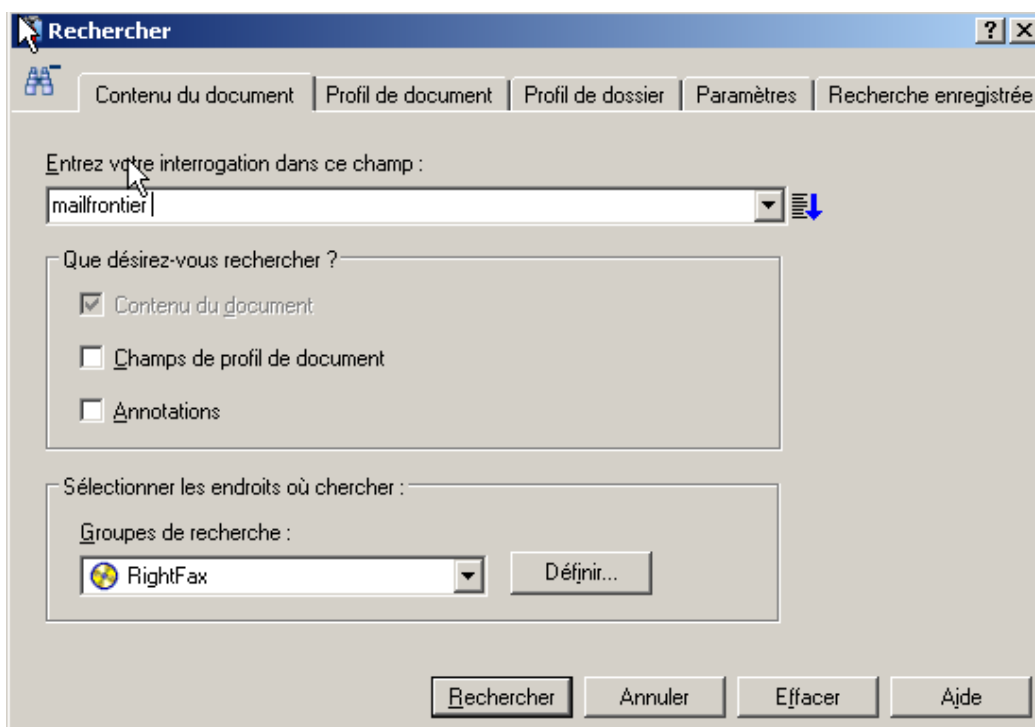 Rechercher
Contenu du document Profil de document Profil de dossier Paramètres Recherche enregistrée
Entrez votre interrogation dans ce champ :
mailfrontier
Que désirez-vous rechercher ?
Contenu du document
Champs de profil de document
Annotations
Sélectionner les endroits où chercher :
Groupes de recherche :
RightFax Définir...
Rechercher Annuler Effacer Aide